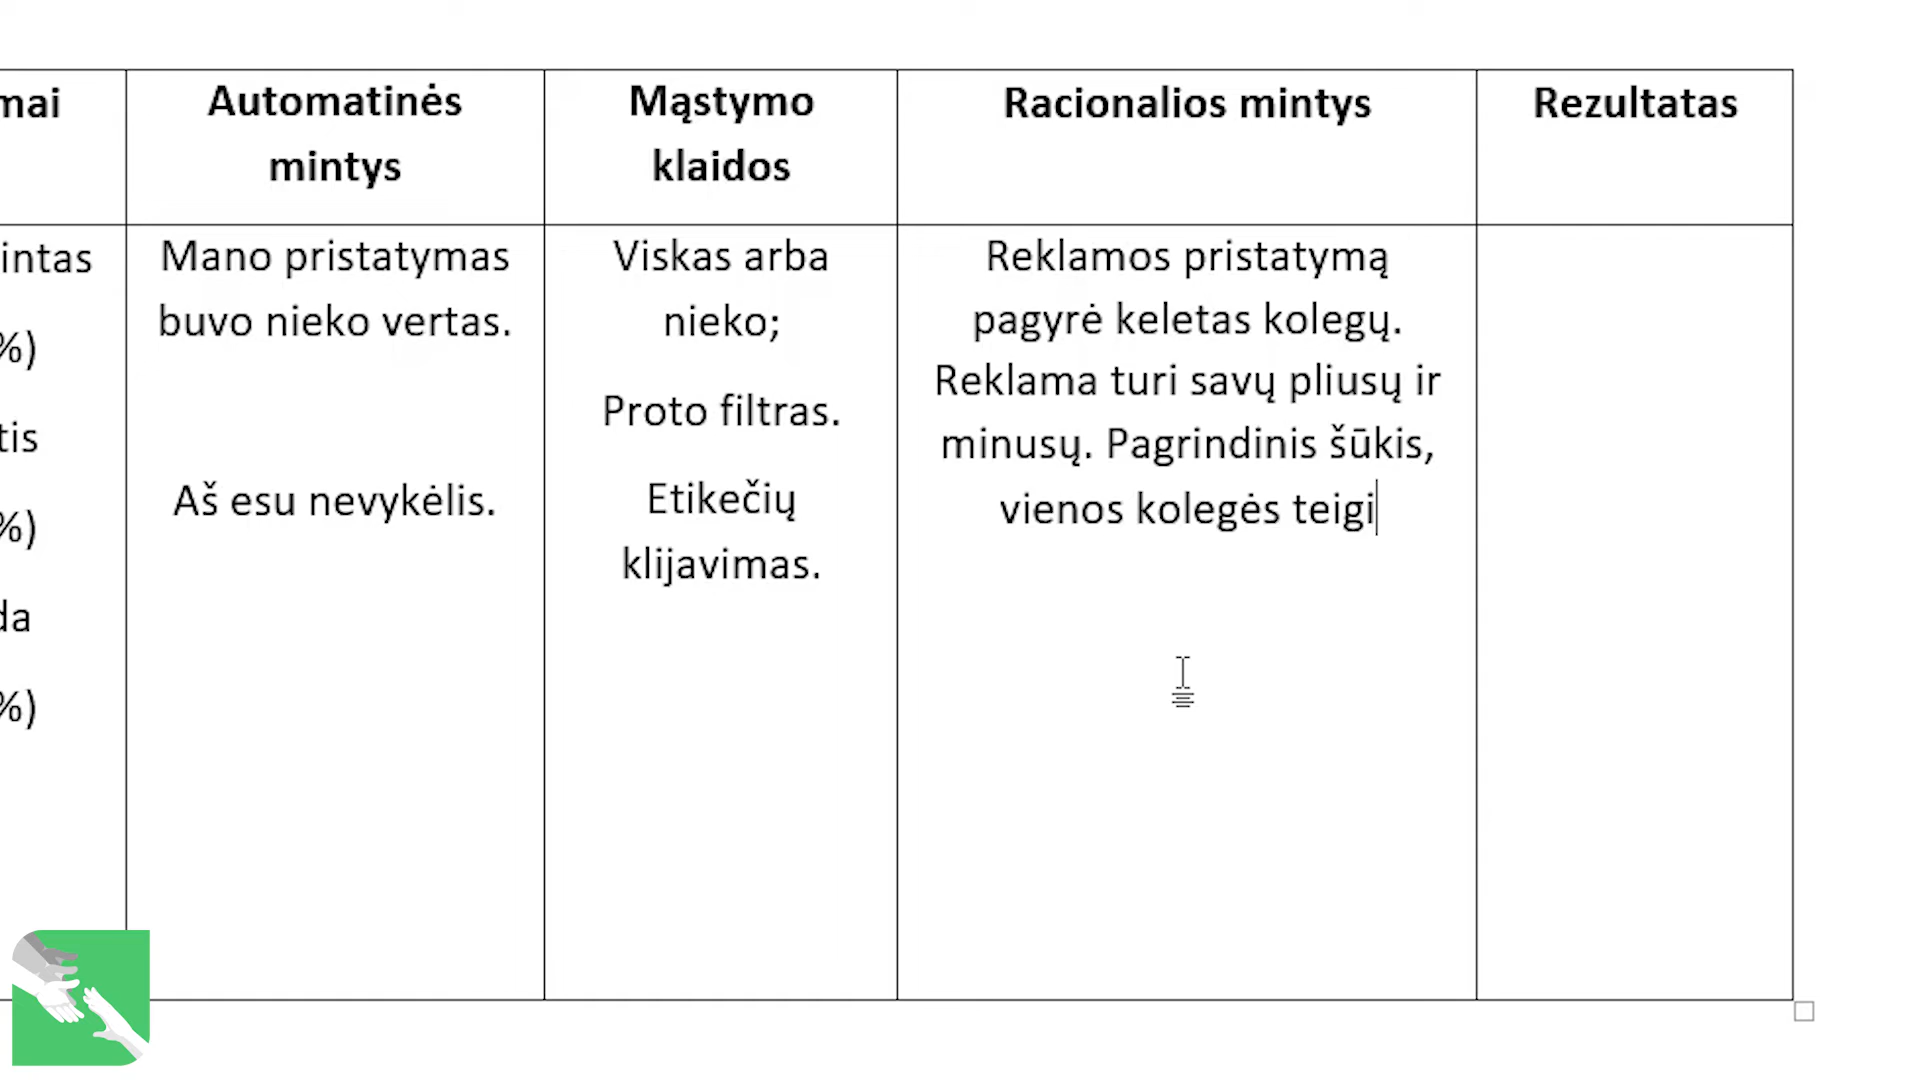 mai
Automatinės
mintys
Mąstymo
klaidos
Racionalios mintys
Rezultatas
intas
%)
tis
%)
da
%)
Mano pristatymas
buvo nieko vertas.
Aš esu nevykėlis.
Viskas arba
nieko;
Proto filtras.
Etikečių
klijavimas.
Reklamos pristatymą
pagyrė keletas kolegų.
Reklama turi savų pliusų ir
minusų. Pagrindinis šūkis,
vienos kolegės teigi